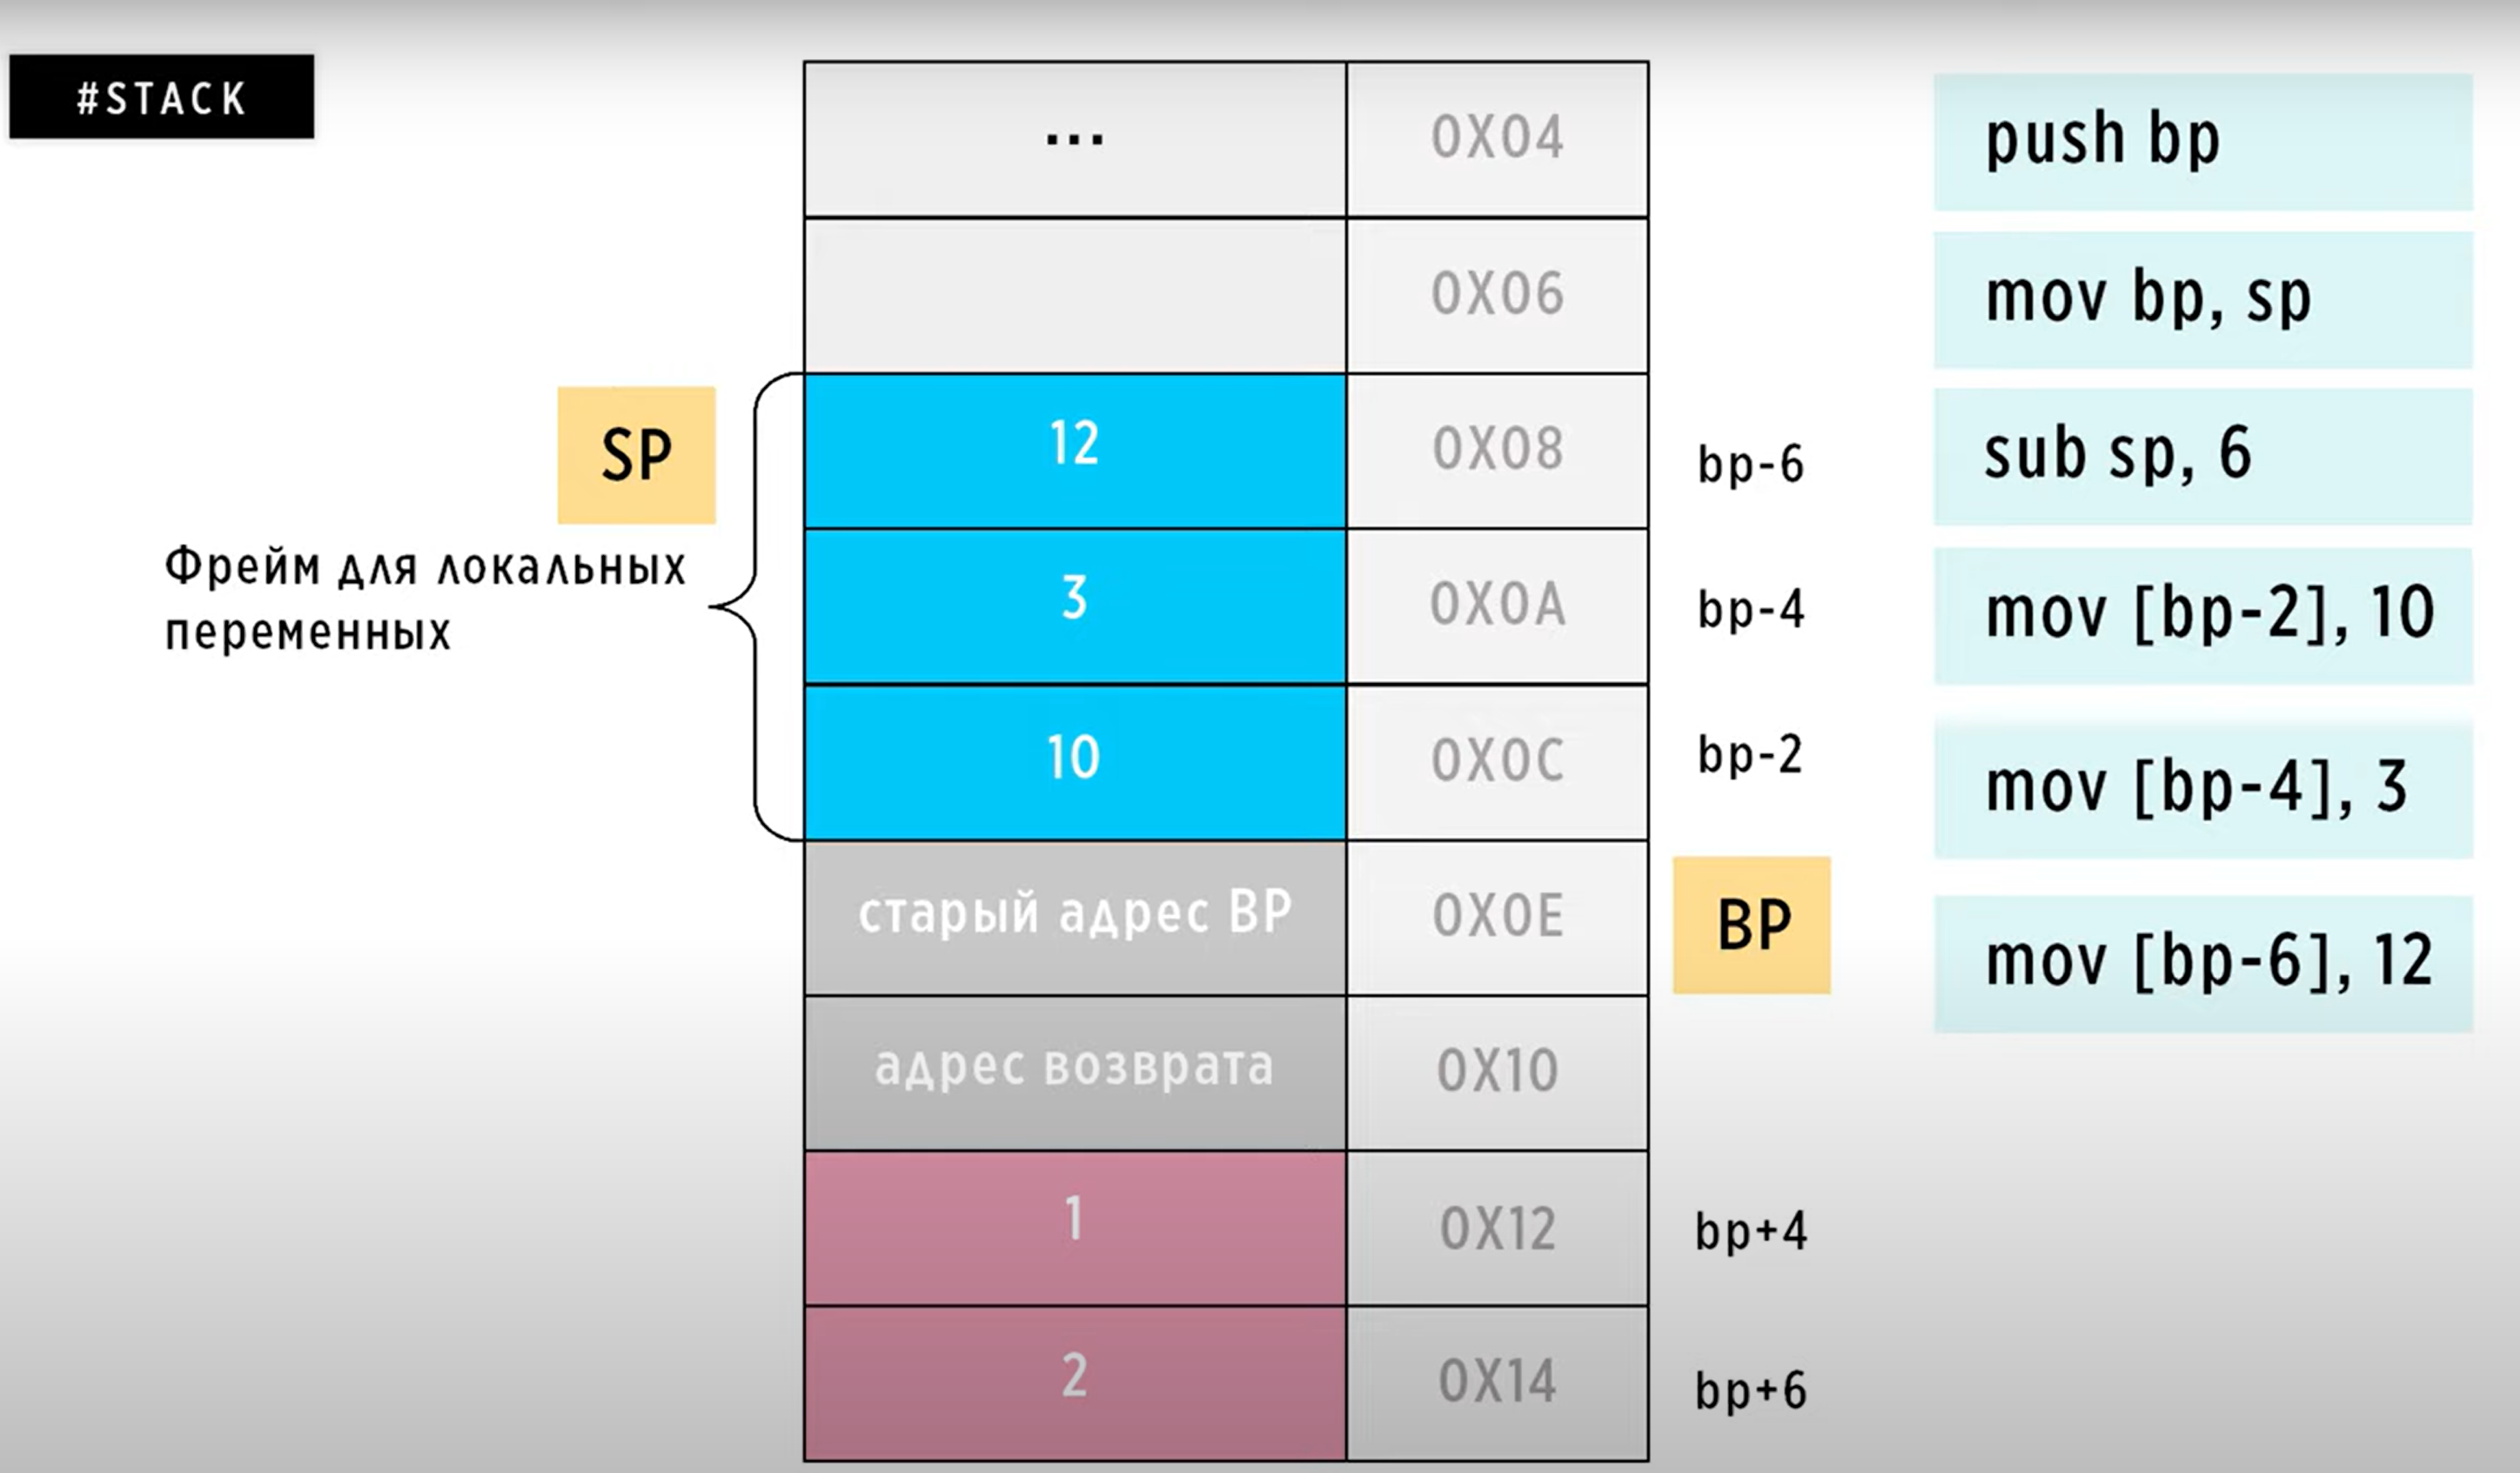 #STACK
... 0X04
0X06
SP 12 0X08 bp-6
Фрейм для локальных
переменных
3 0X0A bp-4
10 0X0C bp-2
старый адрес BP 0X0E BP
адрес возврата 0X10
1 0X12 bp+4
2 0X14 bp+6
push bp
mov bp, sp
sub sp, 6
mov [bp-2], 10
mov [bp-4], 3
mov [bp-6], 12